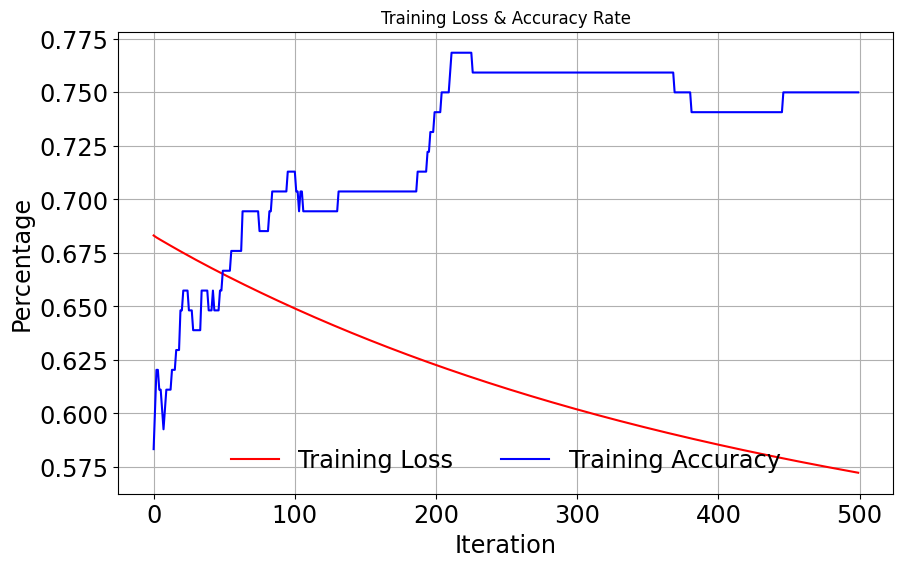 Training Loss & Accuracy Rate
0.775
0.750
0.725
0.700
0.675
0.650
0.625
0.600
0.575
Percentage
Training Loss Training Accuracy
0 100 200 300 400 500
Iteration